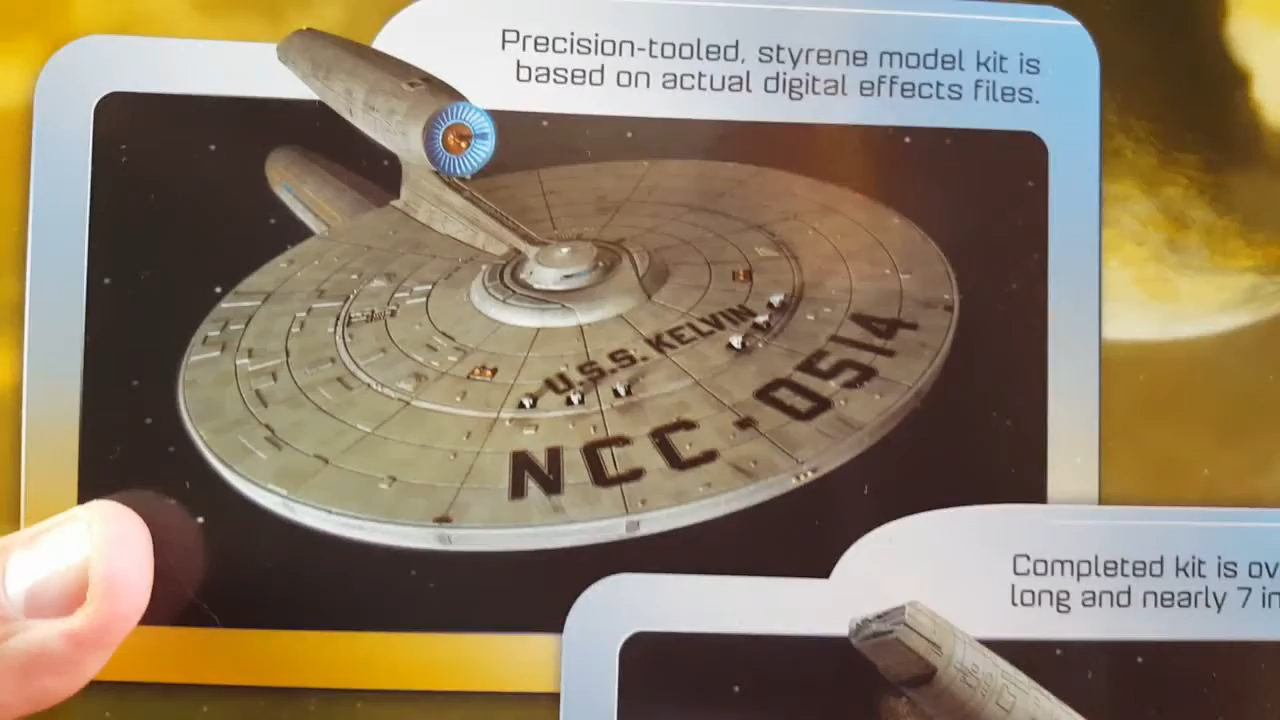 Precision-tooled, styrene model kit is
based on actual digital effects files.
U.S.S. KELVIN
NCC-0514
Completed kit is
long and nearly 7